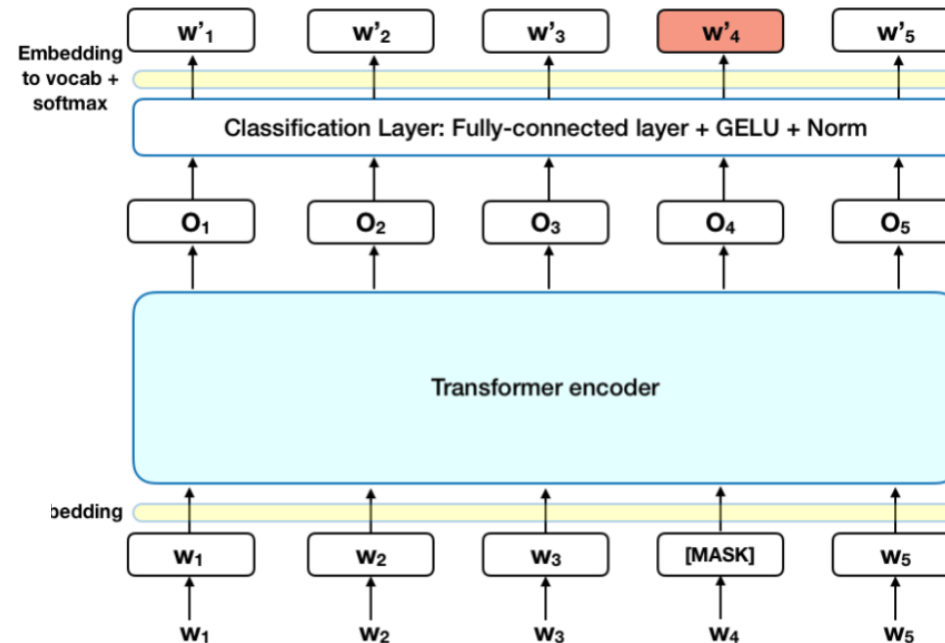 w’₁ w’₂ w’₃ w’₄ w’₅
Embedding
to vocab +
softmax
Classification Layer: Fully-connected layer + GELU + Norm
O₁ O₂ O₃ O₄ O₅
Transformer encoder
bedding
w₁ w₂ w₃ [MASK] w₅
w₁ w₂ w₃ w₄ w₅